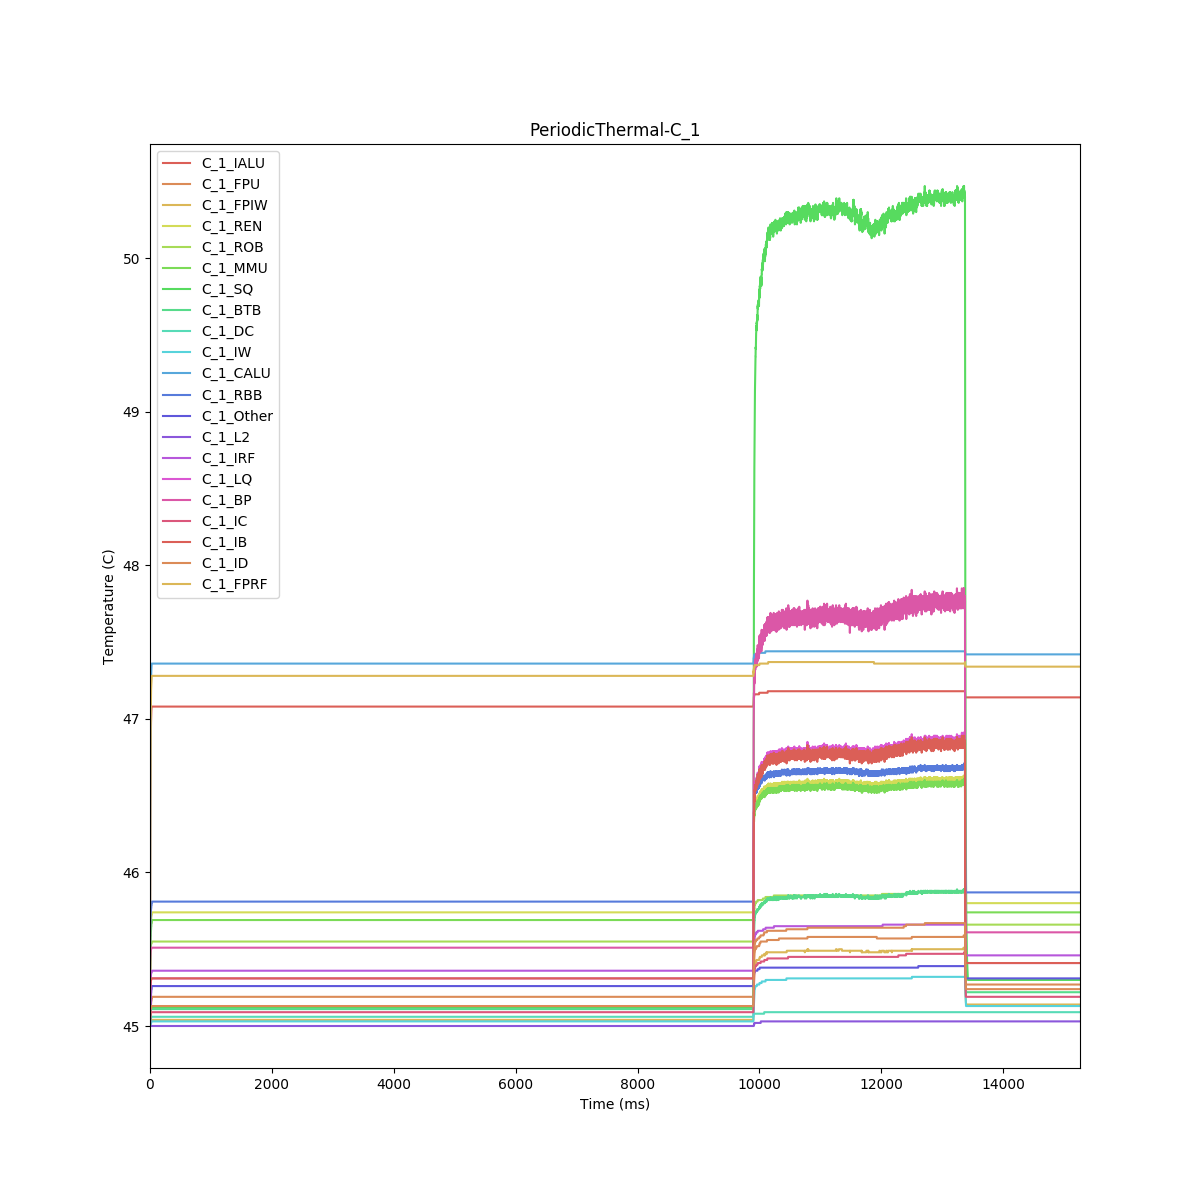 PeriodicThermal-C_1
C_1_IALU
C_1_FPU
C_1_FPIW
C_1_REN
C_1_ROB
C_1_MMU
C_1_SQ
C_1_BTB
C_1_DC
C_1_IW
C_1_CALU
C_1_RBB
C_1_Other
C_1_L2
C_1_IRF
C_1_LQ
C_1_BP
C_1_IC
C_1_IB
C_1_ID
C_1_FPRF
Temperature (C)
50
49
48
47
46
45
0 2000 4000 6000 8000 10000 12000 14000
Time (ms)